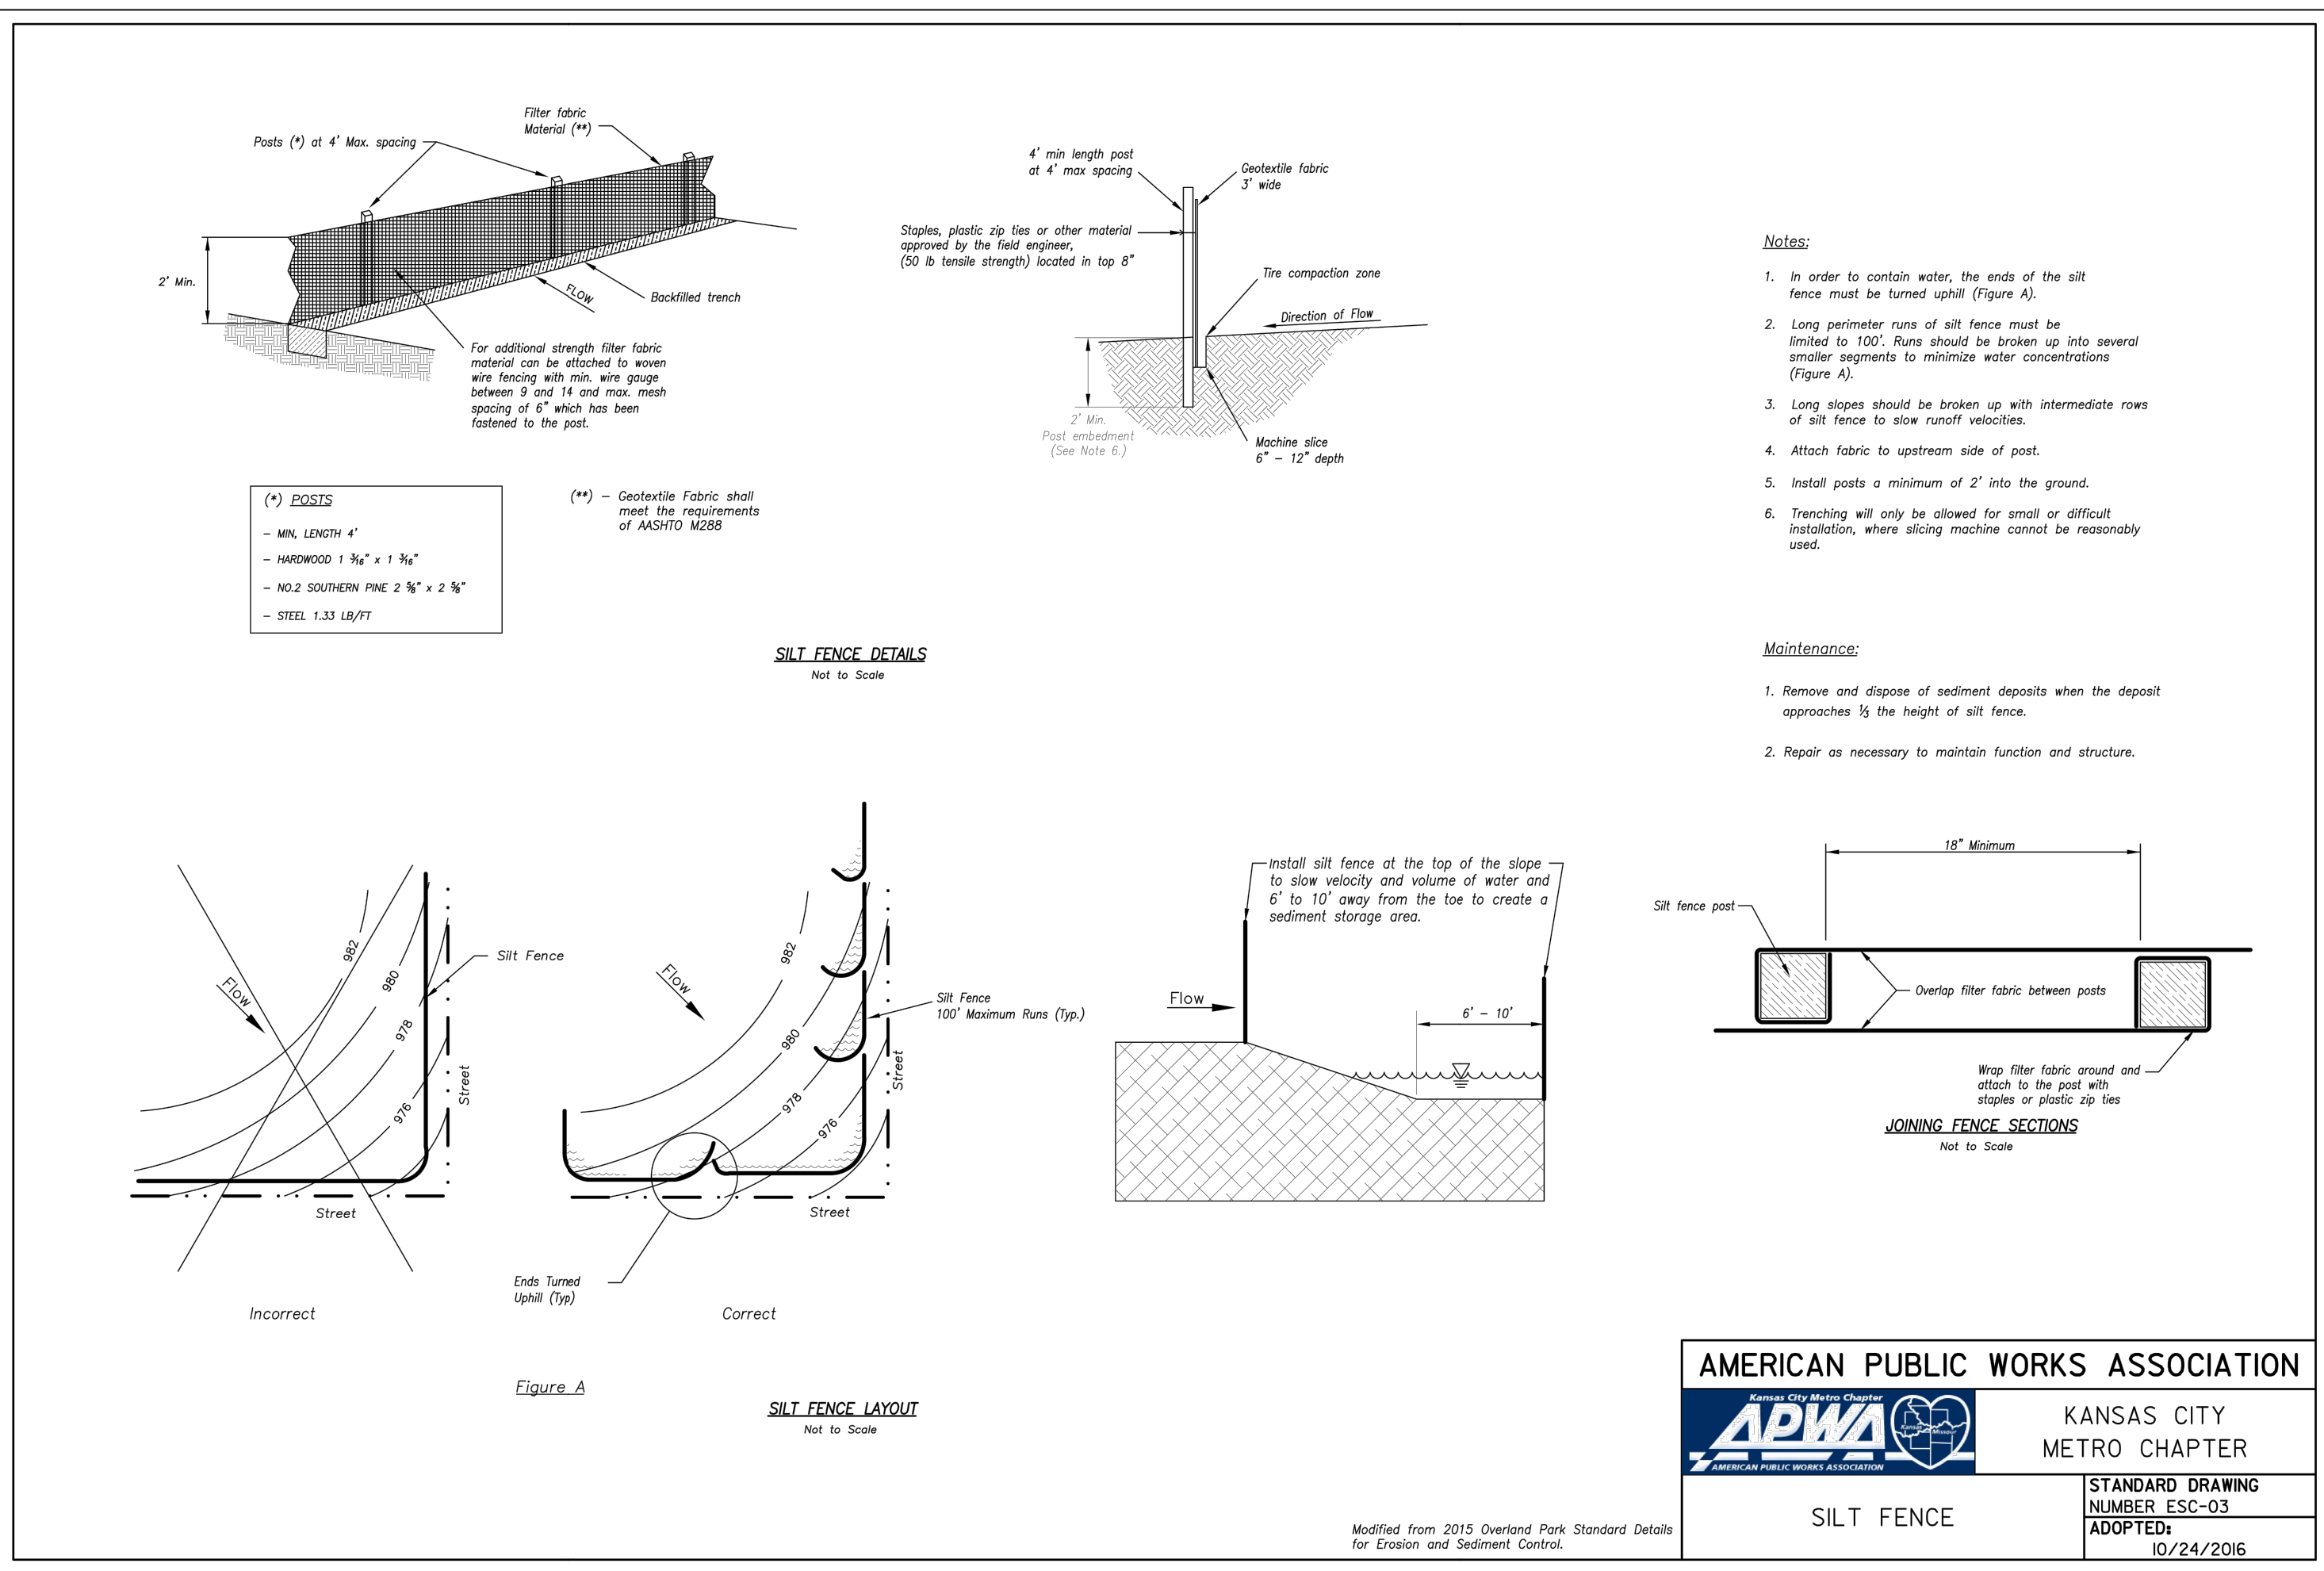 Filter fabric
Material (**)
Posts (*) at 4' Max. spacing
2' Min.
FLOW
Backfilled trench
For additional strength filter fabric
material can be attached to woven
wire fencing with min. wire gauge
between 9 and 14 and max. mesh
spacing of 6" which has been
fastened to the post.
4' min length post
at 4' max spacing
Geotextile fabric
3' wide
Staples, plastic zip ties or other material
approved by the field engineer,
(50 lb tensile strength) located in top 8"
Tire compaction zone
Direction of Flow
2' Min.
Post embedment
(See Note 6.)
Machine slice
6" - 12" depth
(*) POSTS
- MIN, LENGTH 4'
- HARDWOOD 1 3/16" x 1 3/16"
- NO.2 SOUTHERN PINE 2 5/8" x 2 5/8"
- STEEL 1.33 LB/FT
(**) - Geotextile Fabric shall
meet the requirements
of AASHTO M288
SILT FENCE DETAILS
Not to Scale
Notes:
1. In order to contain water, the ends of the silt
fence must be turned uphill (Figure A).
2. Long perimeter runs of silt fence must be
limited to 100'. Runs should be broken up into several
smaller segments to minimize water concentrations
(Figure A).
3. Long slopes should be broken up with intermediate rows
of silt fence to slow runoff velocities.
4. Attach fabric to upstream side of post.
5. Install posts a minimum of 2' into the ground.
6. Trenching will only be allowed for small or difficult
installation, where slicing machine cannot be reasonably
used.
Maintenance:
1. Remove and dispose of sediment deposits when the deposit
approaches 1/3 the height of silt fence.
2. Repair as necessary to maintain function and structure.
Flow
982
980
978
976
Silt Fence
Street
Street
Incorrect
Flow
982
980
978
976
Silt Fence
100' Maximum Runs (Typ.)
Street
Street
Ends Turned
Uphill (Typ)
Correct
Figure A
SILT FENCE LAYOUT
Not to Scale
Install silt fence at the top of the slope
to slow velocity and volume of water and
6' to 10' away from the toe to create a
sediment storage area.
Flow
6' - 10'
18" Minimum
Silt fence post
Overlap filter fabric between posts
Wrap filter fabric around and
attach to the post with
staples or plastic zip ties
JOINING FENCE SECTIONS
Not to Scale
Modified from 2015 Overland Park Standard Details
for Erosion and Sediment Control.
AMERICAN PUBLIC WORKS ASSOCIATION
Kansas City Metro Chapter
APWA
Kansas
Missouri
AMERICAN PUBLIC WORKS ASSOCIATION
KANSAS CITY
METRO CHAPTER
SILT FENCE
STANDARD DRAWING
NUMBER ESC-03
ADOPTED:
10/24/2016